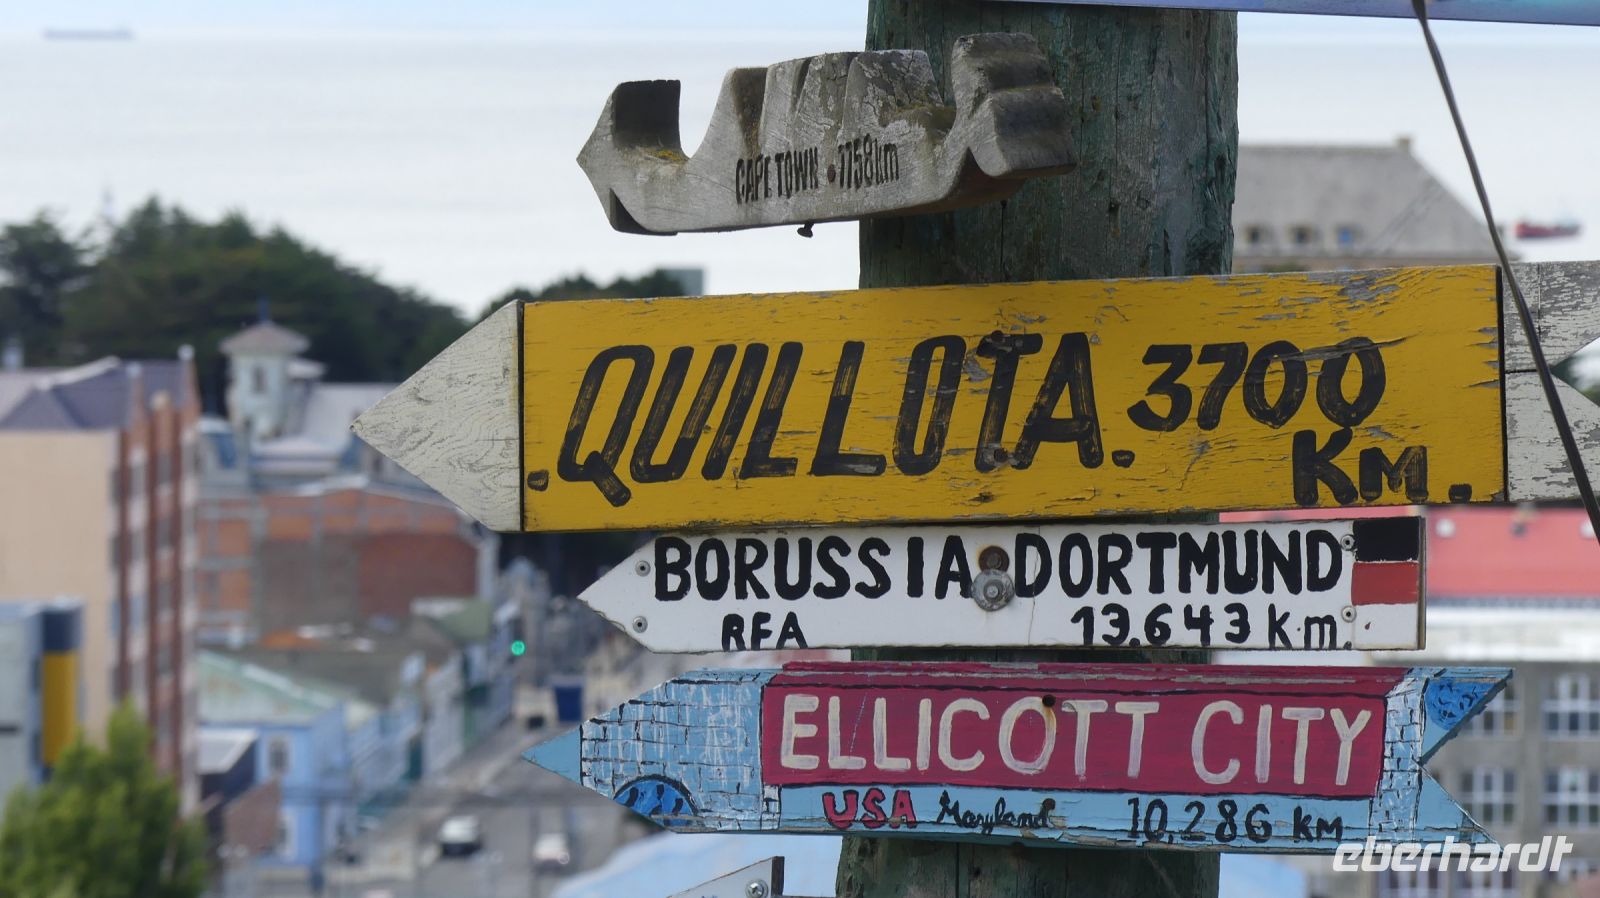 CAPE TOWN 7758km
.QUILLOTA. 3700
KM.
BORUSSIA DORTMUND
RFA 13.643 k.m.
ELLICOTT CITY
USA Maryland 10,286 KM
eberhardt